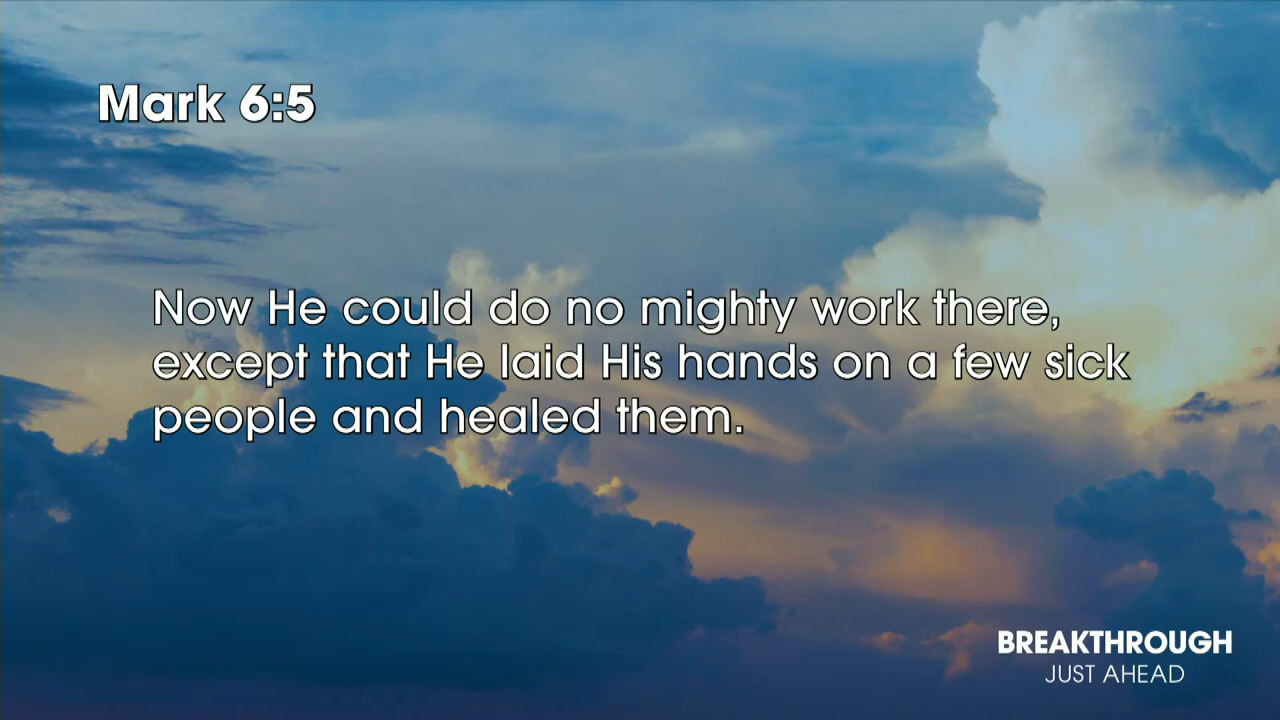 Mark 6:5
Now He could do no mighty work there,
except that He laid His hands on a few sick
people and healed them.
BREAKTHROUGH
JUST AHEAD